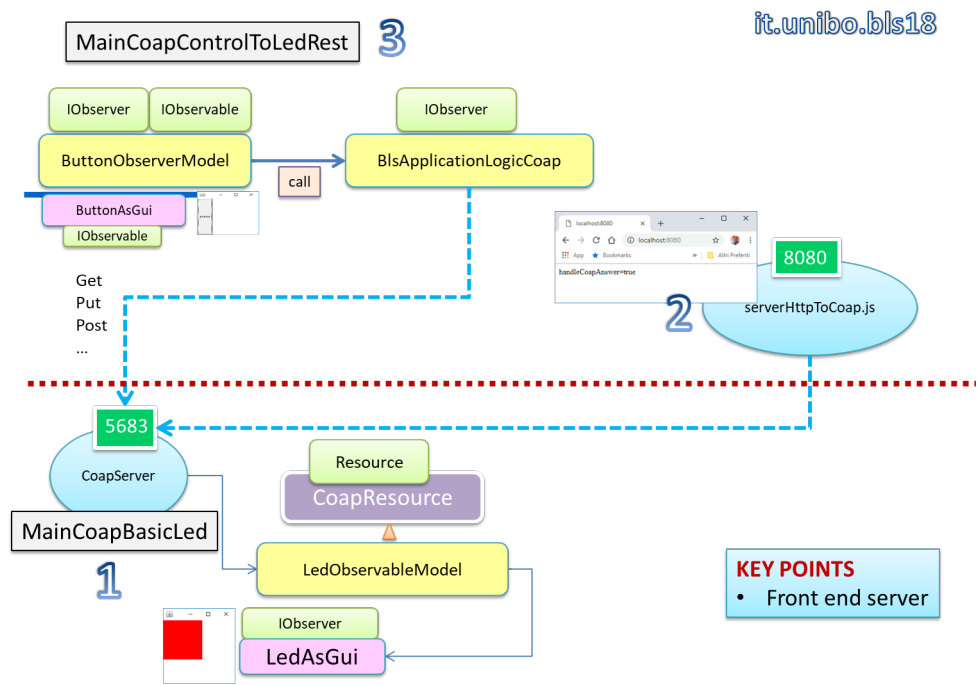 it.unibo.bls18
MainCoapControlToLedRest
3
IObserver
IObservable
IObserver
ButtonObserverModel
BlsApplicationLogicCoap
call
ButtonAsGui
IObservable
localhost:8080
localhost:8080
App
Bookmarks
»
Altri Preferiti
handleCoapAnswer=true
8080
serverHttpToCoap.js
2
Get
Put
Post
...
5683
CoapServer
Resource
CoapResource
MainCoapBasicLed
1
LedObservableModel
IObserver
LedAsGui
KEY POINTS
• Front end server